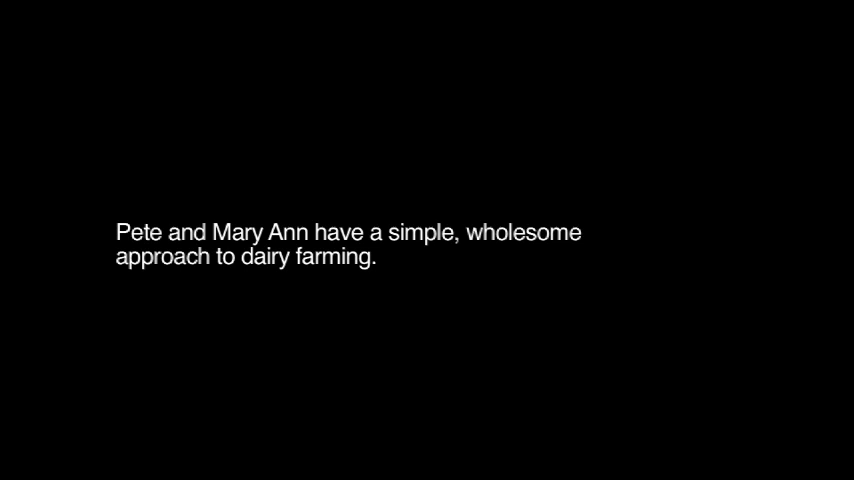 Pete and Mary Ann have a simple, wholesome
approach to dairy farming.